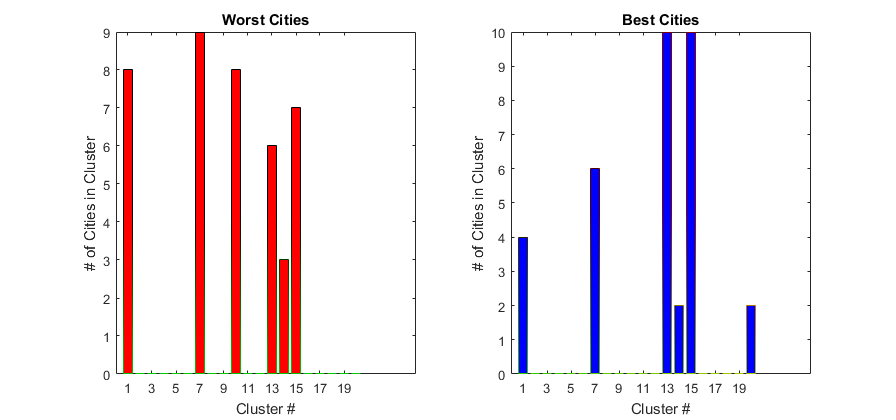 Worst Cities
9
8
7
6
5
4
3
2
1
0
# of Cities in Cluster
1 3 5 7 9 11 13 15 17 19
Cluster #
Best Cities
10
9
8
7
6
5
4
3
2
1
0
# of Cities in Cluster
1 3 5 7 9 11 13 15 17 19
Cluster #